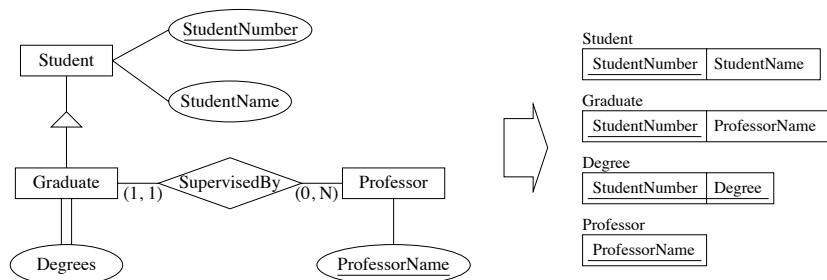 StudentNumber
Student
StudentName
Graduate
(1, 1)
SupervisedBy
(0, N)
Professor
Degrees
ProfessorName
Student
StudentNumber StudentName
Graduate
StudentNumber ProfessorName
Degree
StudentNumber Degree
Professor
ProfessorName